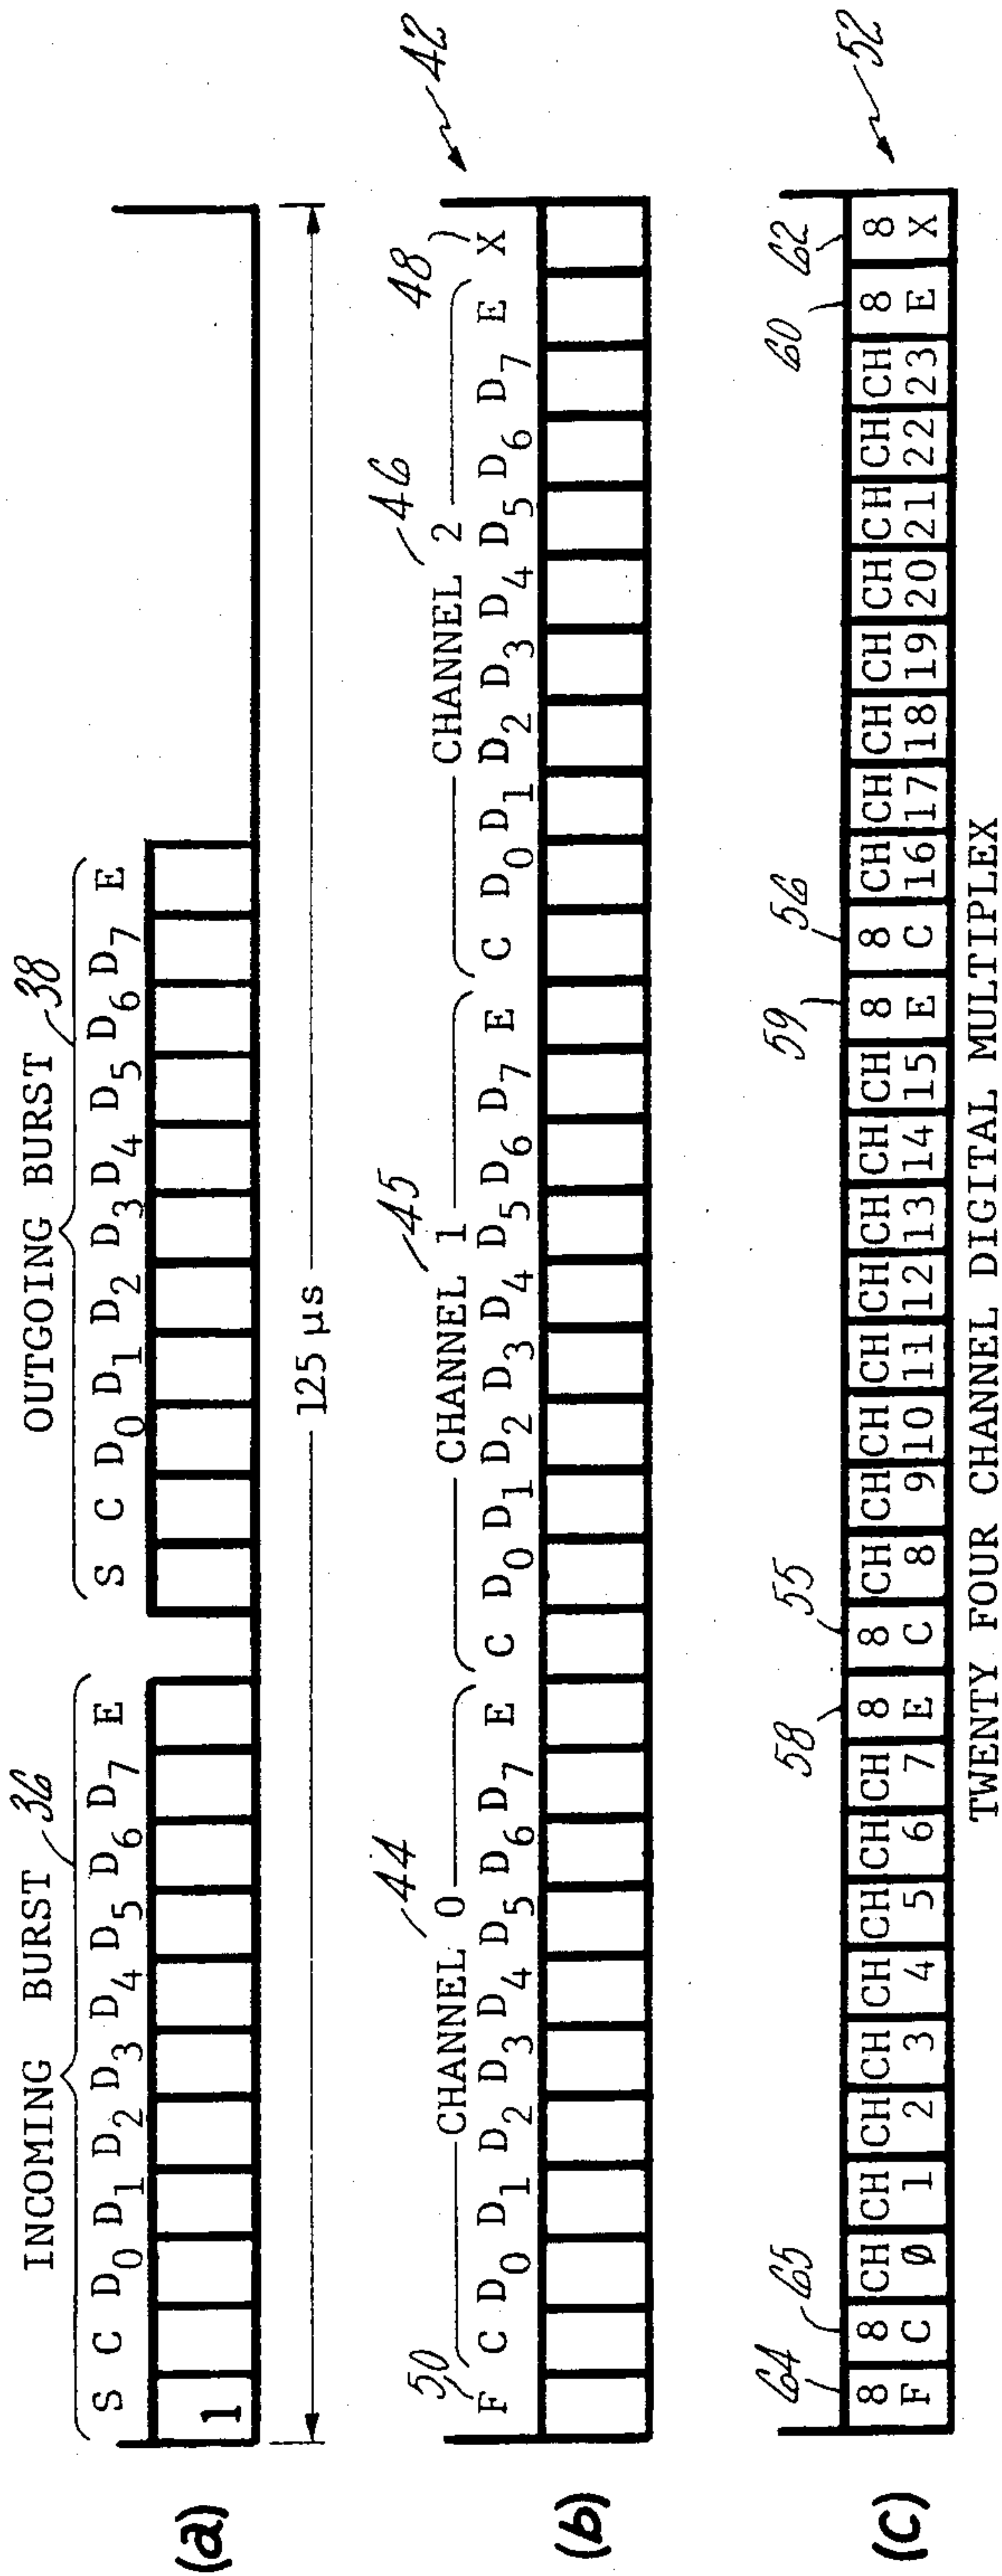 INCOMING BURST 36
OUTGOING BURST 38
S C D0 D1 D2 D3 D4 D5 D6 D7 E
S C D0 D1 D2 D3 D4 D5 D6 D7 E
1
(a)
125 µs
42
50
44
45
46
48
CHANNEL 0
CHANNEL 1
CHANNEL 2
F C D0 D1 D2 D3 D4 D5 D6 D7 E C D0 D1 D2 D3 D4 D5 D6 D7 E C D0 D1 D2 D3 D4 D5 D6 D7 E X
(b)
52
64 65 58 55 59 56 60 62
8 8 CH CH CH CH CH CH CH CH 8 8 CH CH CH CH CH CH CH CH 8 8 CH CH CH CH CH CH CH CH 8 8
F C Ø 1 2 3 4 5 6 7 E C 8 9 10 11 12 13 14 15 E C 16 17 18 19 20 21 22 23 E X
(c)
TWENTY FOUR CHANNEL DIGITAL MULTIPLEX